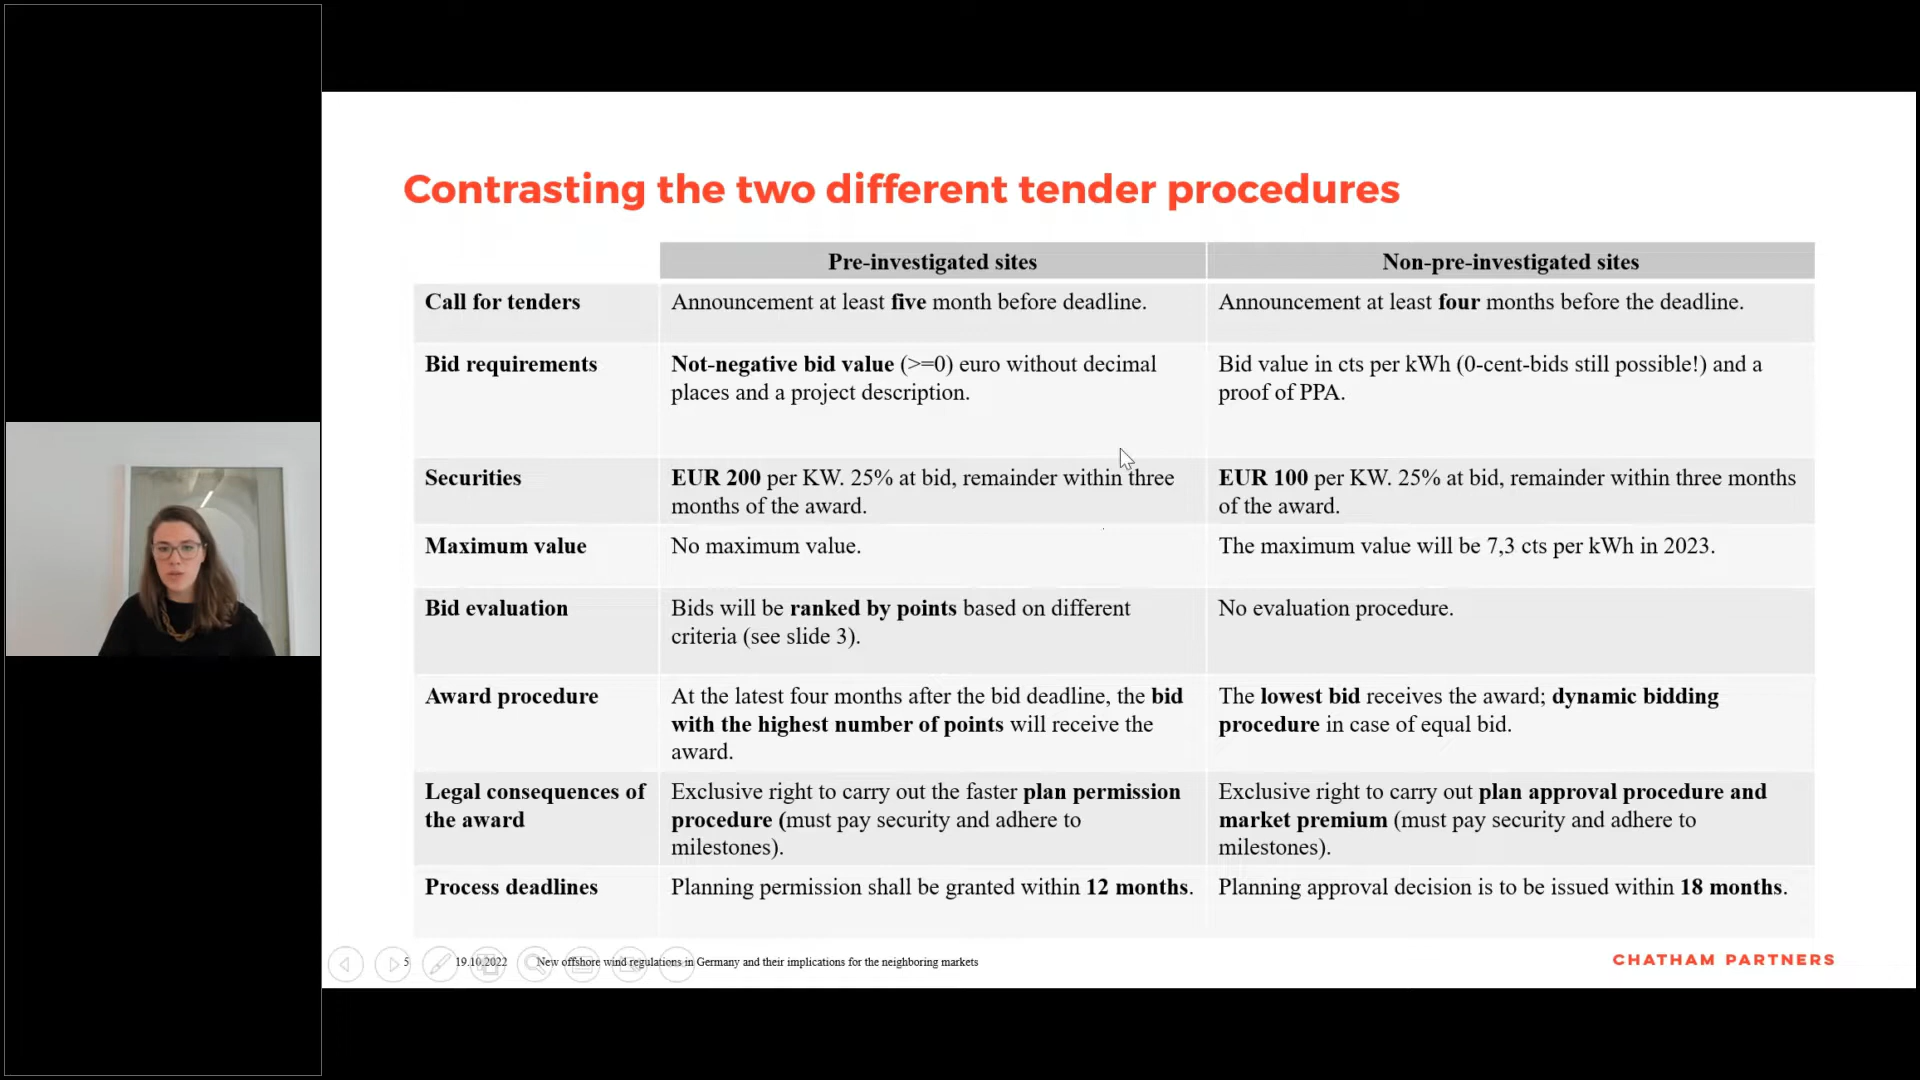 Contrasting the two different tender procedures
Pre-investigated sites
Non-pre-investigated sites
Call for tenders
Announcement at least five month before deadline.
Announcement at least four months before the deadline.
Bid requirements
Not-negative bid value (>=0) euro without decimal
places and a project description.
Bid value in cts per kWh (0-cent-bids still possible!) and a
proof of PPA.
Securities
EUR 200 per KW. 25% at bid, remainder within three
months of the award.
EUR 100 per KW. 25% at bid, remainder within three months
of the award.
Maximum value
No maximum value.
The maximum value will be 7,3 cts per kWh in 2023.
Bid evaluation
Bids will be ranked by points based on different
criteria (see slide 3).
No evaluation procedure.
Award procedure
At the latest four months after the bid deadline, the bid
with the highest number of points will receive the
award.
The lowest bid receives the award; dynamic bidding
procedure in case of equal bid.
Legal consequences of
the award
Exclusive right to carry out the faster plan permission
procedure (must pay security and adhere to
milestones).
Exclusive right to carry out plan approval procedure and
market premium (must pay security and adhere to
milestones).
Process deadlines
Planning permission shall be granted within 12 months.
Planning approval decision is to be issued within 18 months.
5
19.10.2022
New offshore wind regulations in Germany and their implications for the neighboring markets
CHATHAM PARTNERS